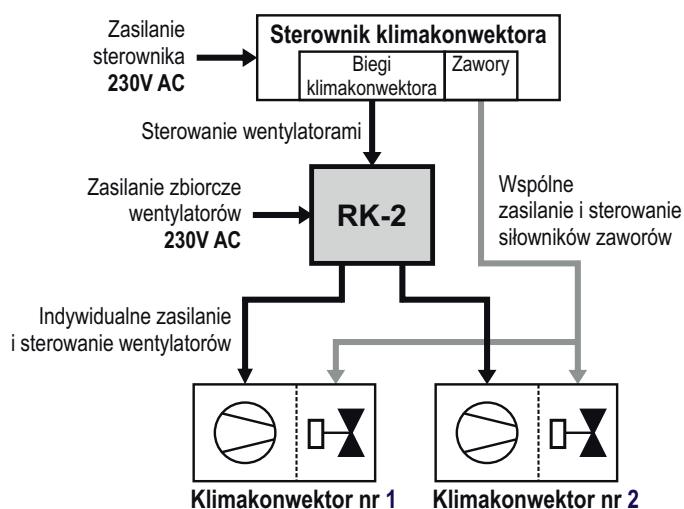 Zasilanie
sterownika
230V AC
Sterownik klimakonwektora
Biegi
klimakonwektora
Zawory
Sterowanie wentylatorami
Zasilanie zbiorcze
wentylatorów
230V AC
RK-2
Wspólne
zasilanie i sterowanie
siłowników zaworów
Indywidualne zasilanie
i sterowanie wentylatorów
Klimakonwektor nr 1
Klimakonwektor nr 2